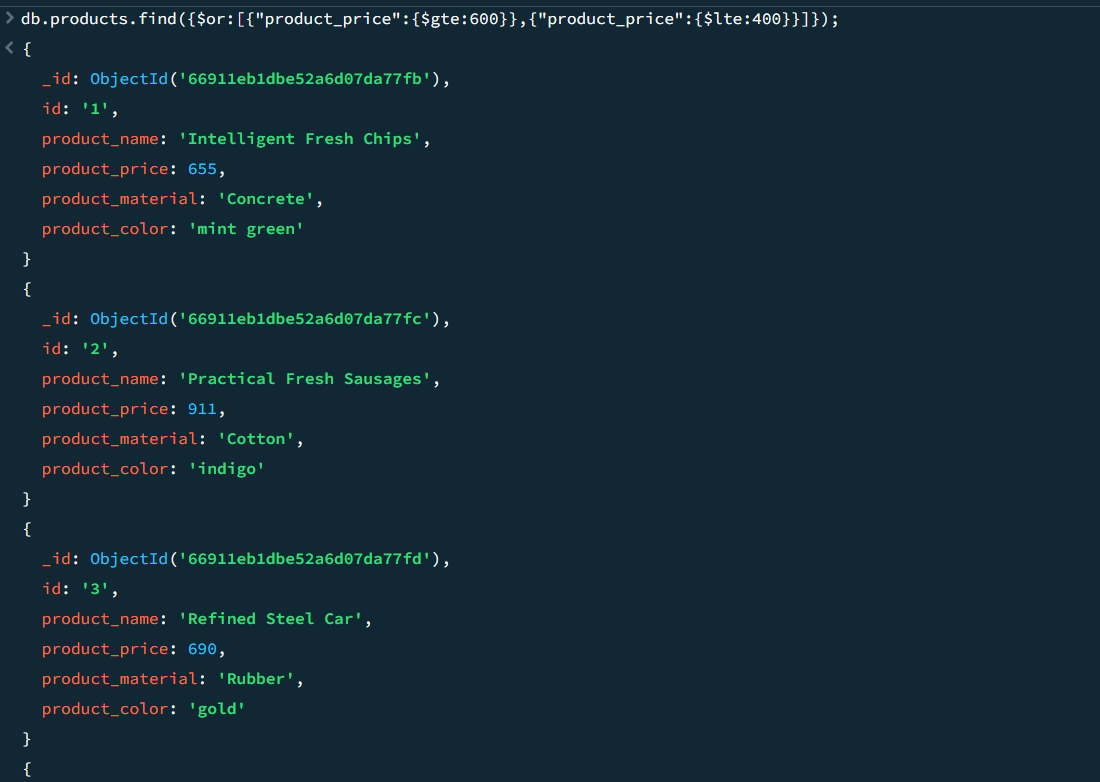 > db.products.find({$or:[{"product_price":{$gte:600}},{"product_price":{$lte:400}}]});
< {
_id: ObjectId('66911eb1dbe52a6d07da77fb'),
id: '1',
product_name: 'Intelligent Fresh Chips',
product_price: 655,
product_material: 'Concrete',
product_color: 'mint green'
}
{
_id: ObjectId('66911eb1dbe52a6d07da77fc'),
id: '2',
product_name: 'Practical Fresh Sausages',
product_price: 911,
product_material: 'Cotton',
product_color: 'indigo'
}
{
_id: ObjectId('66911eb1dbe52a6d07da77fd'),
id: '3',
product_name: 'Refined Steel Car',
product_price: 690,
product_material: 'Rubber',
product_color: 'gold'
}
{